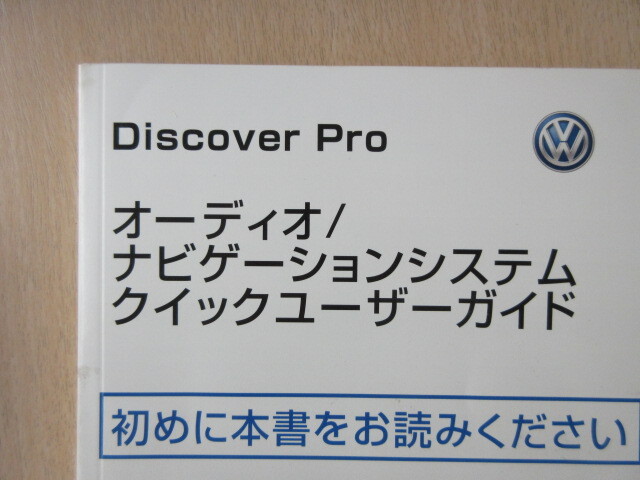 Discover Pro
オーディオ/
ナビゲーションシステム
クイックユーザーガイド
初めに本書をお読みください